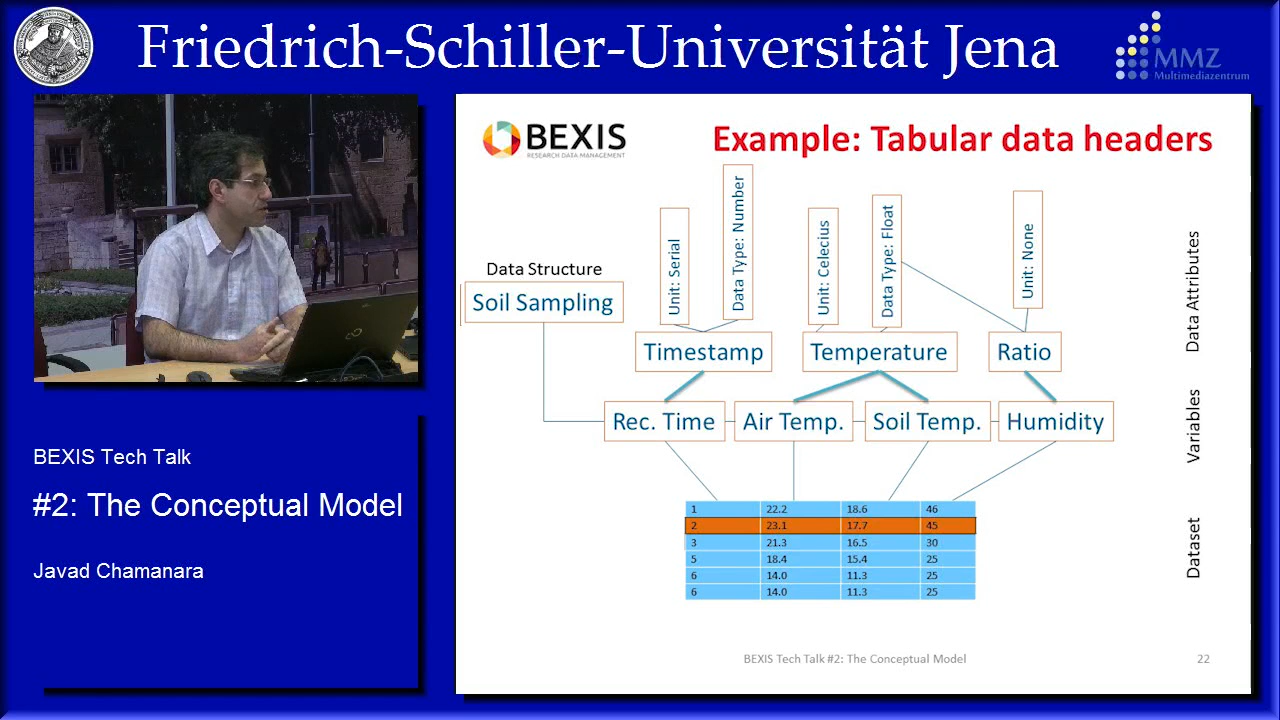 Friedrich-Schiller-Universität Jena
MMZ
Multimediazentrum
BEXIS Tech Talk
#2: The Conceptual Model
Javad Chamanara
BEXIS
RESEARCH DATA MANAGEMENT
Example: Tabular data headers
Data Structure
Soil Sampling
Unit: Serial
Data Type: Number
Unit: Celecius
Data Type: Float
Unit: None
Data Attributes
Timestamp
Temperature
Ratio
Rec. Time
Air Temp.
Soil Temp.
Humidity
Variables
1 22.2 18.6 46
2 23.1 17.7 45
3 21.3 16.5 30
5 18.4 15.4 25
6 14.0 11.3 25
6 14.0 11.3 25
Dataset
BEXIS Tech Talk #2: The Conceptual Model
22